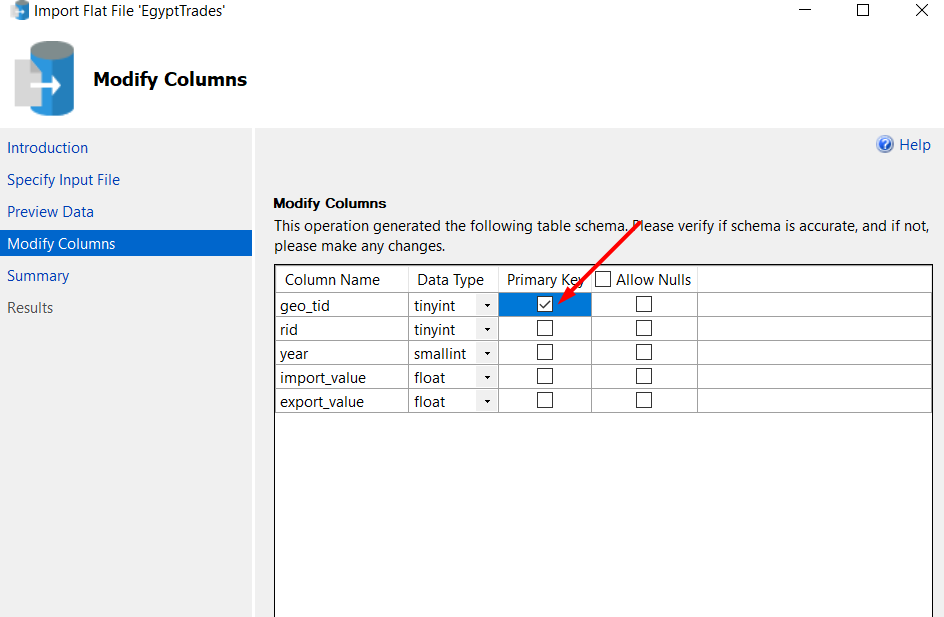 Import Flat File 'EgyptTrades'
Modify Columns
Introduction
Specify Input File
Preview Data
Modify Columns
Summary
Results
Help
Modify Columns
This operation generated the following table schema. Please verify if schema is accurate, and if not,
please make any changes.
Column Name Data Type Primary Key Allow Nulls
geo_tid tinyint
rid tinyint
year smallint
import_value float
export_value float